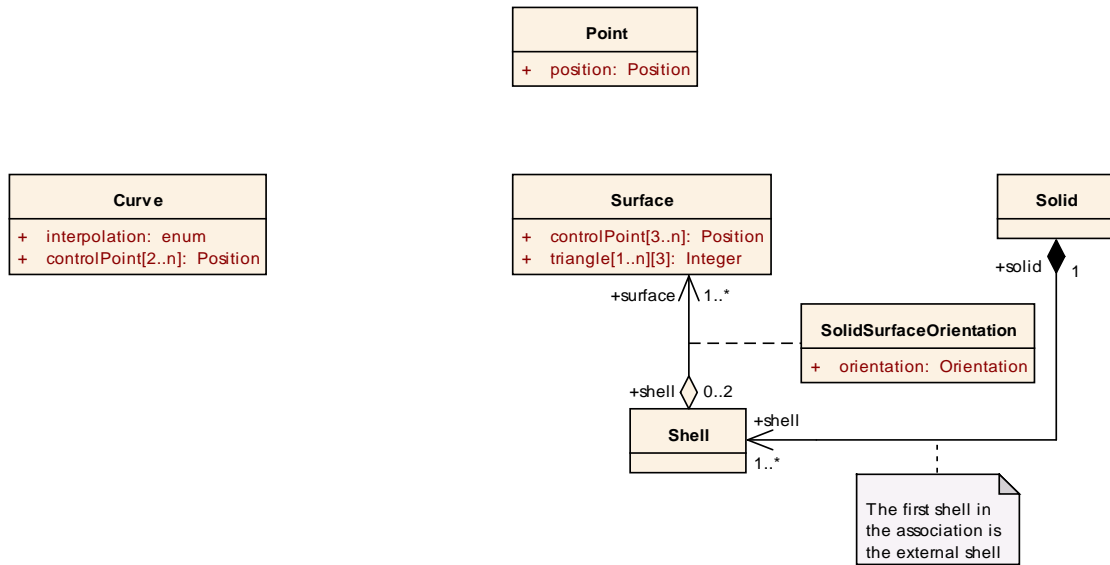 Point
+ position: Position
Curve
+ interpolation: enum
+ controlPoint[2..n]: Position
Surface
+ controlPoint[3..n]: Position
+ triangle[1..n][3]: Integer
Solid
+solid 1
+surface 1..*
SolidSurfaceOrientation
+ orientation: Orientation
+shell 0..2
Shell
+shell
1..*
The first shell in
the association is
the external shell